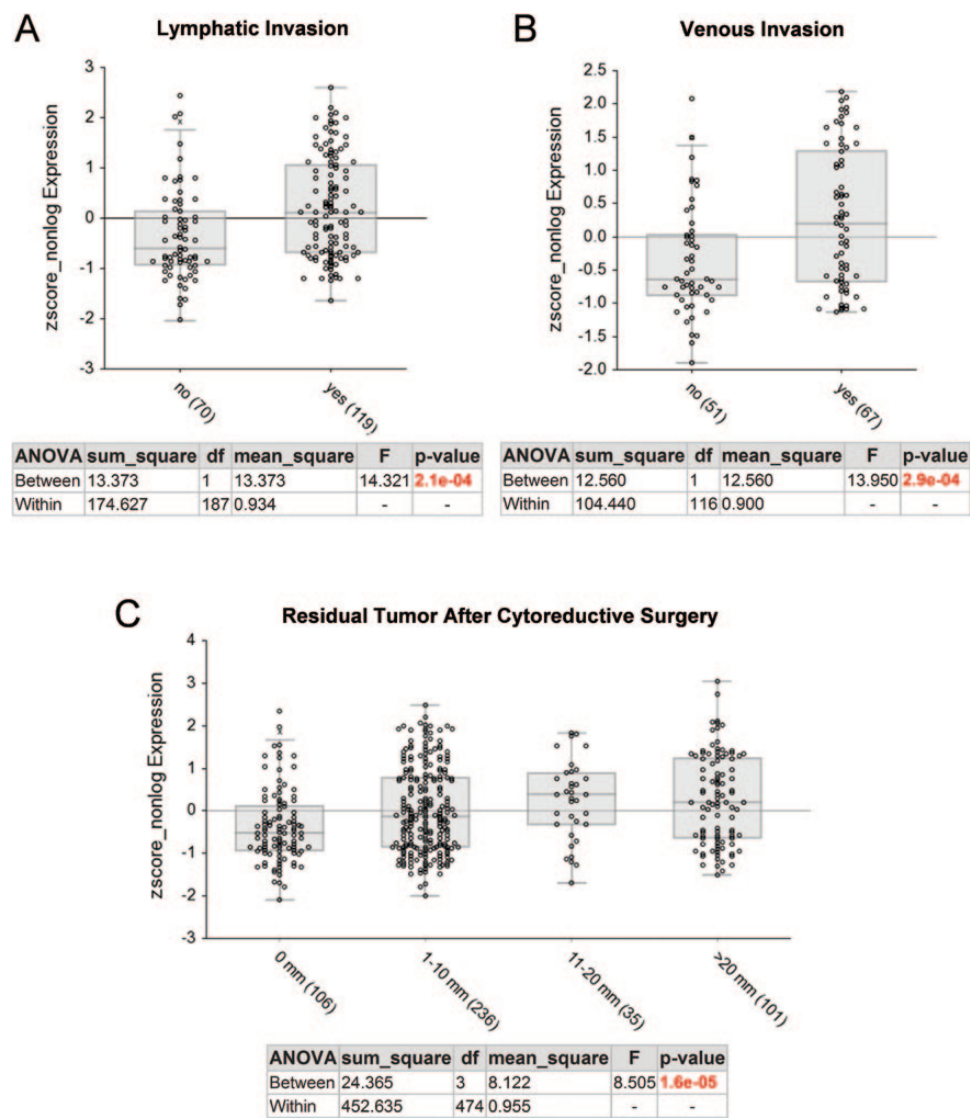 A
Lymphatic Invasion
zscore_nonlog Expression
3
2
1
0
-1
-2
-3
no (70)
yes (119)
ANOVA sum_square df mean_square F p-value
Between 13.373 1 13.373 14.321 2.1e-04
Within 174.627 187 0.934 - -
B
Venous Invasion
zscore_nonlog Expression
2.5
2.0
1.5
1.0
0.5
0.0
-0.5
-1.0
-1.5
-2.0
no (51)
yes (67)
ANOVA sum_square df mean_square F p-value
Between 12.560 1 12.560 13.950 2.9e-04
Within 104.440 116 0.900 - -
C
Residual Tumor After Cytoreductive Surgery
zscore_nonlog Expression
4
3
2
1
0
-1
-2
-3
0 mm (106)
1-10 mm (236)
11-20 mm (35)
>20 mm (101)
ANOVA sum_square df mean_square F p-value
Between 24.365 3 8.122 8.505 1.6e-05
Within 452.635 474 0.955 - -